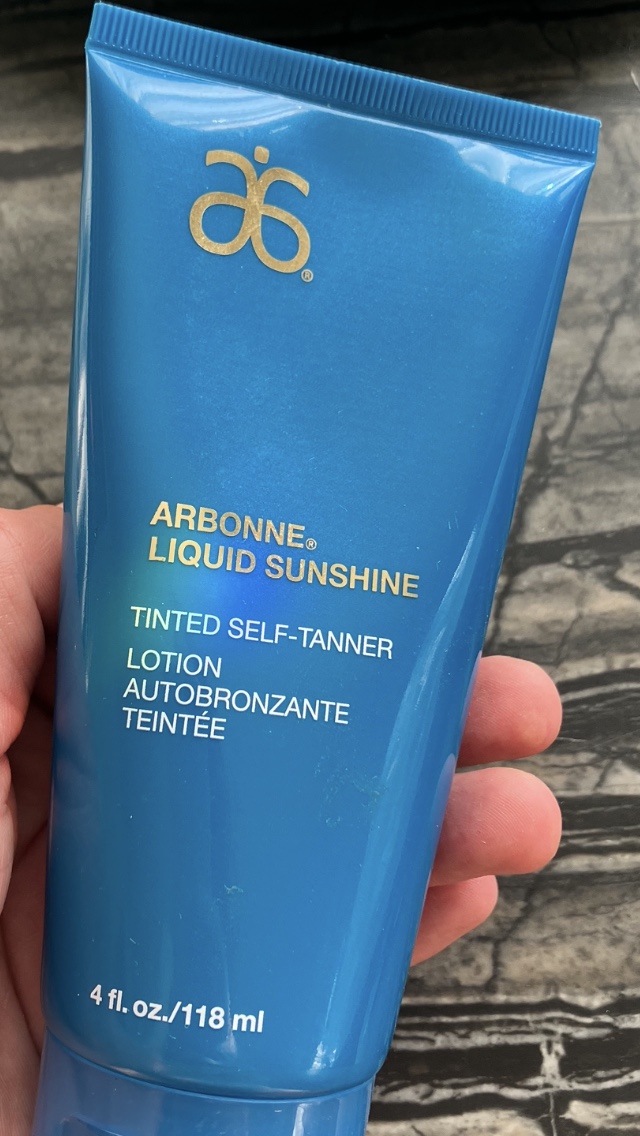 ARBONNE®
LIQUID SUNSHINE
TINTED SELF-TANNER
LOTION
AUTOBRONZANTE
TEINTÉE
4 fl. oz./118 ml